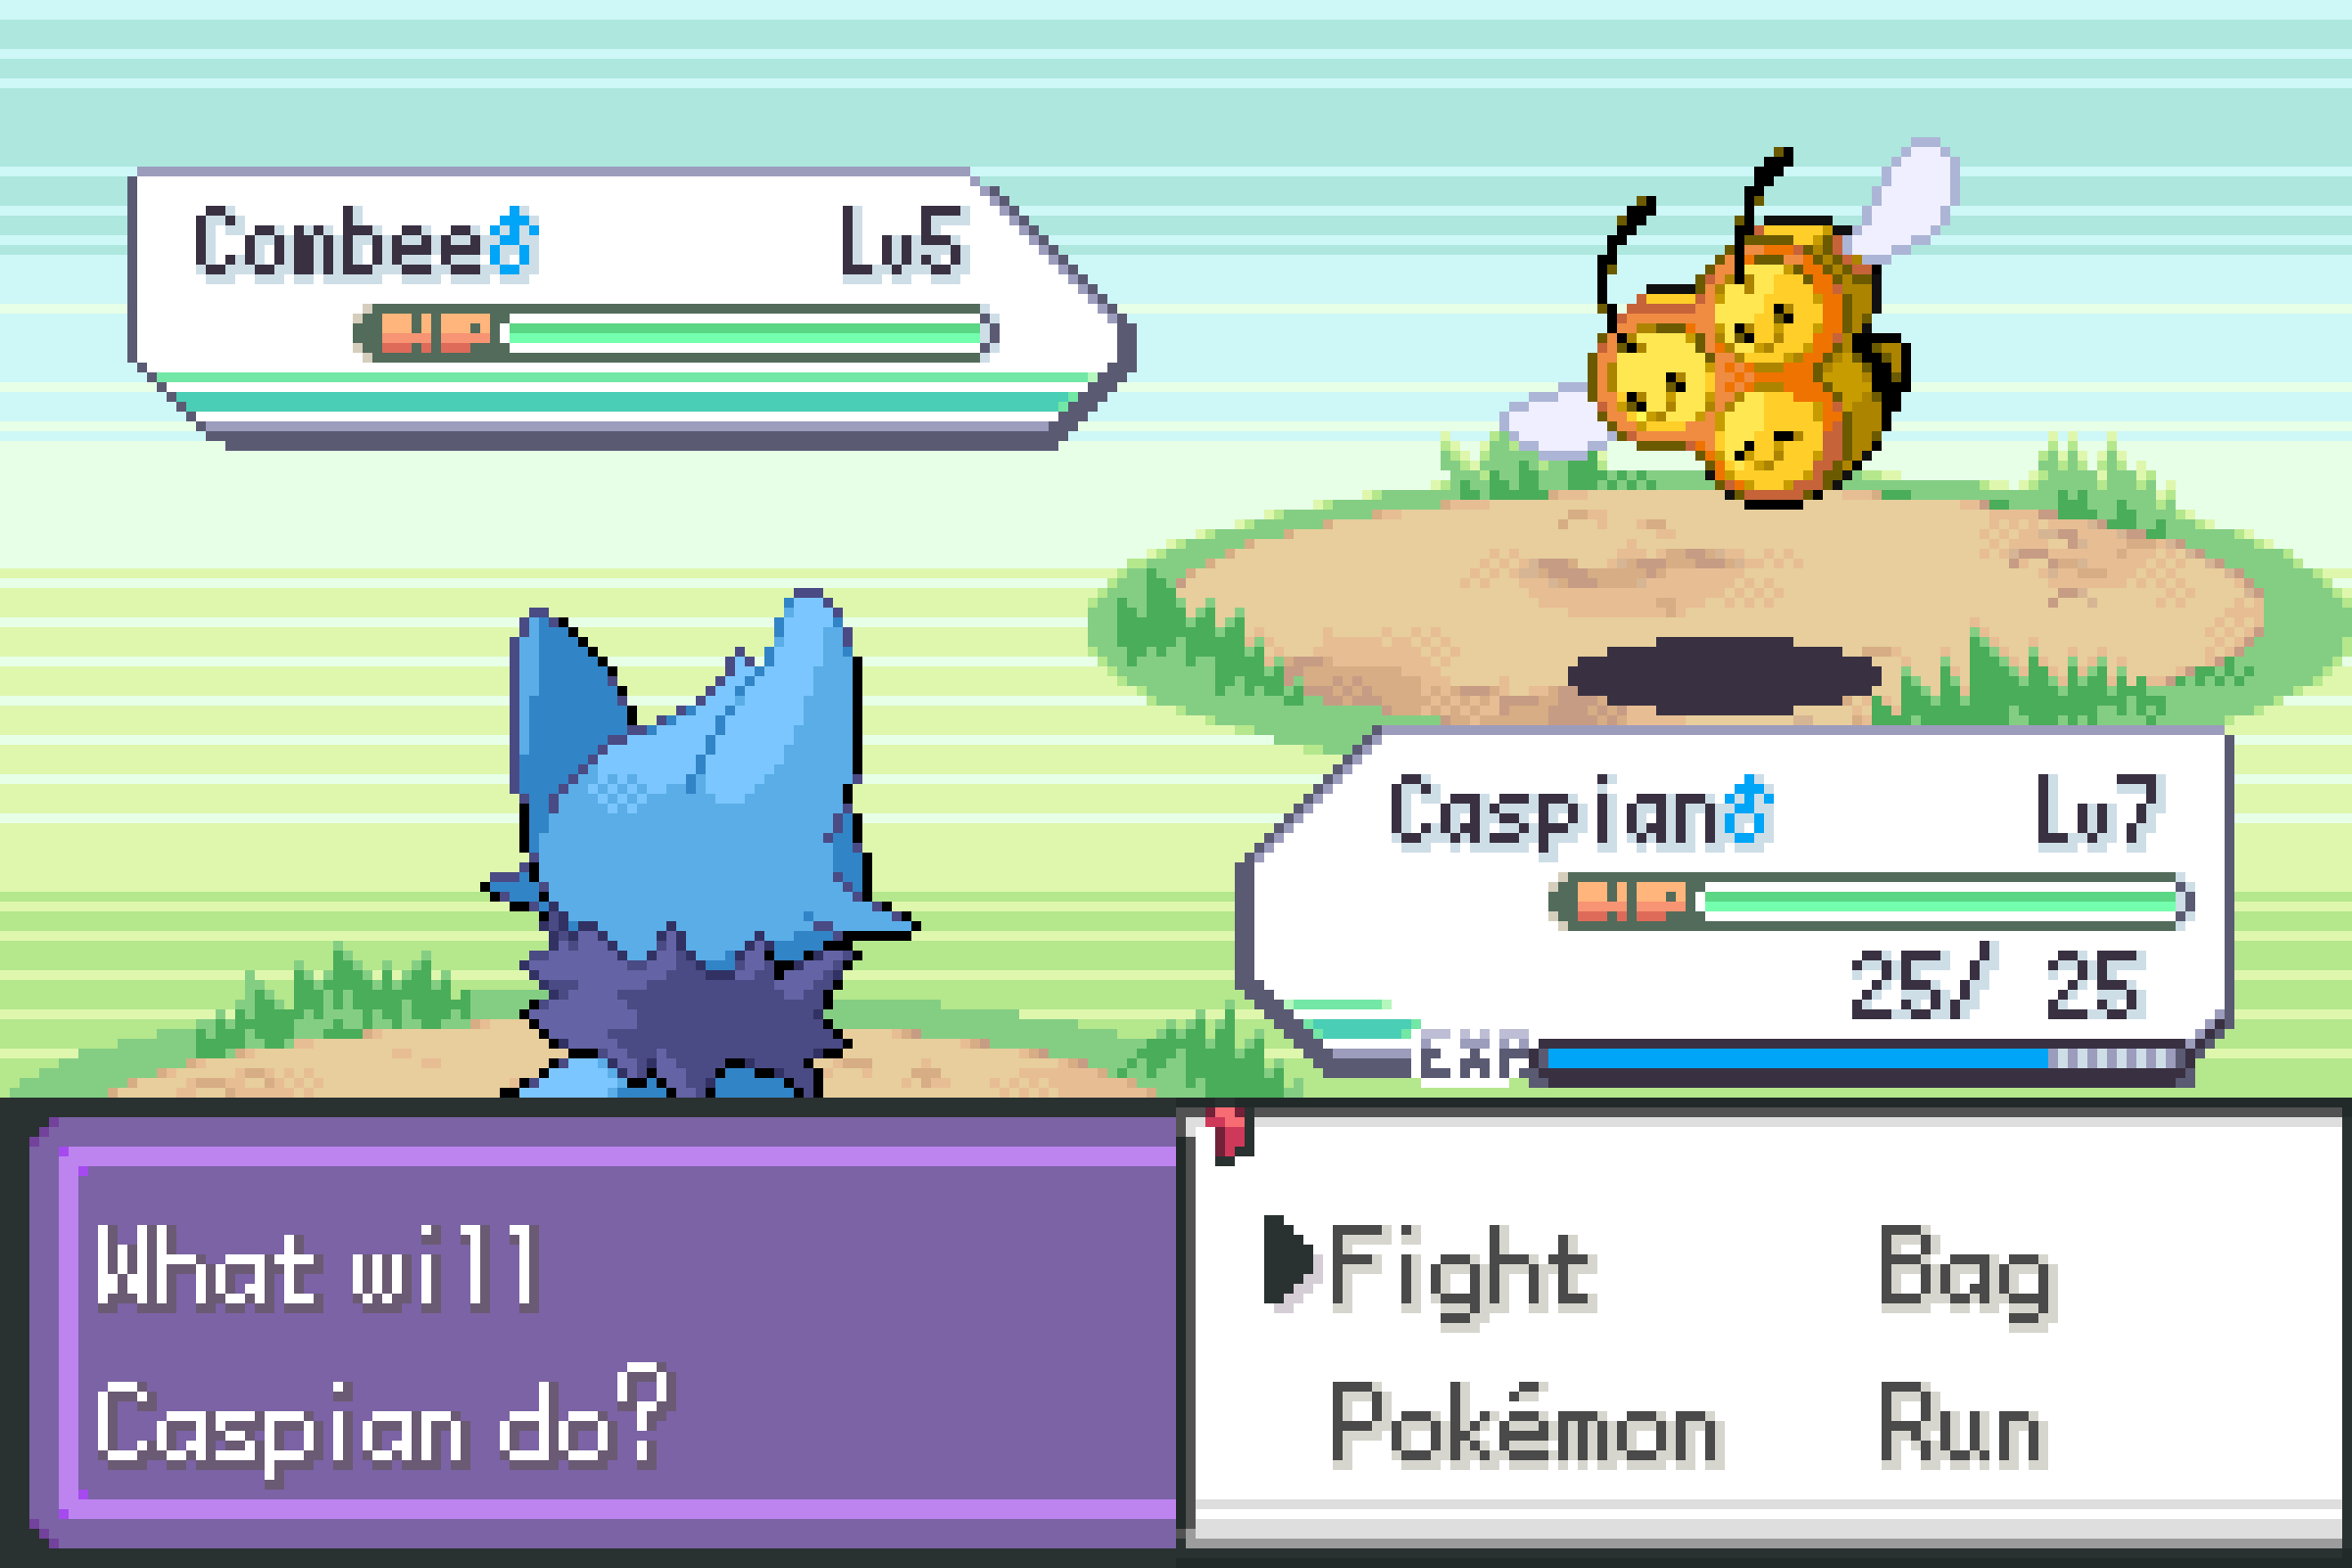 Combee♂ Lv5
HP
Caspian♂ Lv7
HP
25/ 25
EXP
What will
Caspian do?
Fight Bag
Pokémon Run